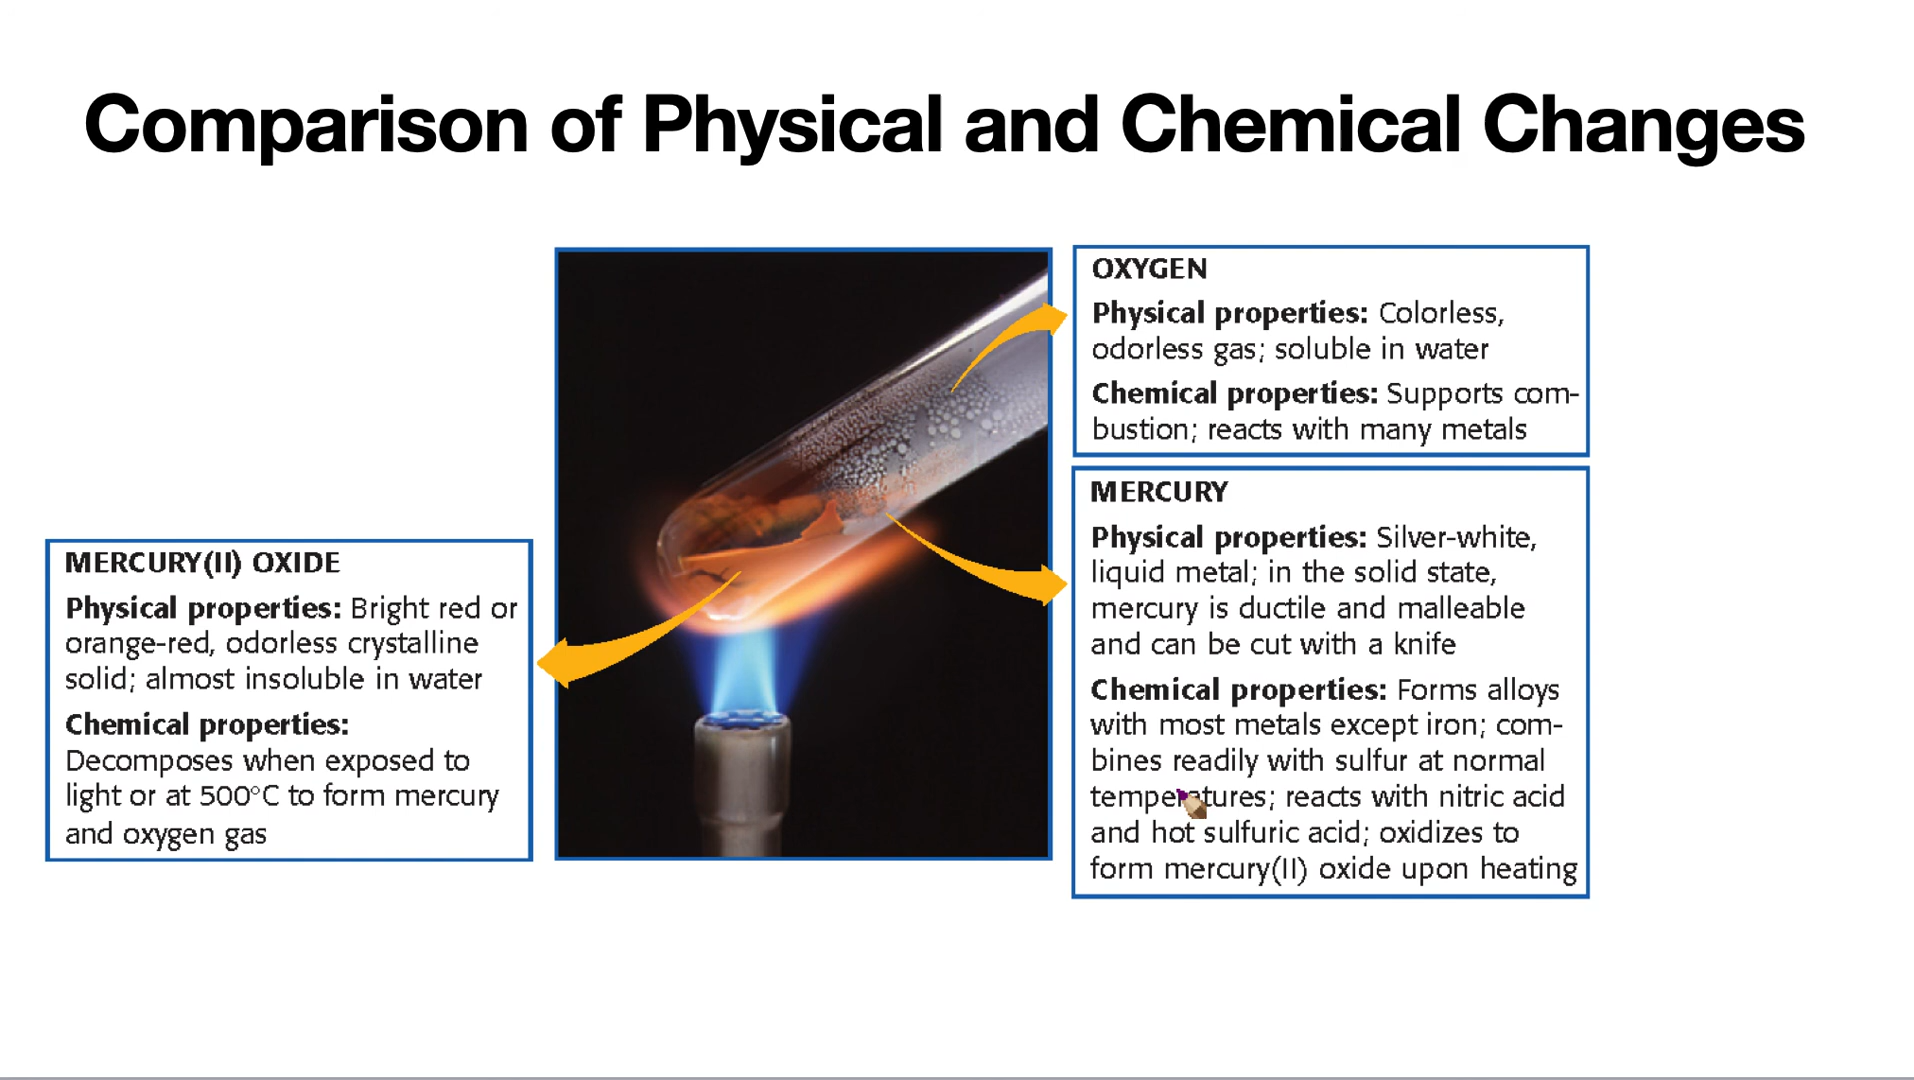 Comparison of Physical and Chemical Changes
MERCURY(II) OXIDE
Physical properties: Bright red or
orange-red, odorless crystalline
solid; almost insoluble in water
Chemical properties:
Decomposes when exposed to
light or at 500°C to form mercury
and oxygen gas
OXYGEN
Physical properties: Colorless,
odorless gas; soluble in water
Chemical properties: Supports com-
bustion; reacts with many metals
MERCURY
Physical properties: Silver-white,
liquid metal; in the solid state,
mercury is ductile and malleable
and can be cut with a knife
Chemical properties: Forms alloys
with most metals except iron; com-
bines readily with sulfur at normal
temperatures; reacts with nitric acid
and hot sulfuric acid; oxidizes to
form mercury(II) oxide upon heating